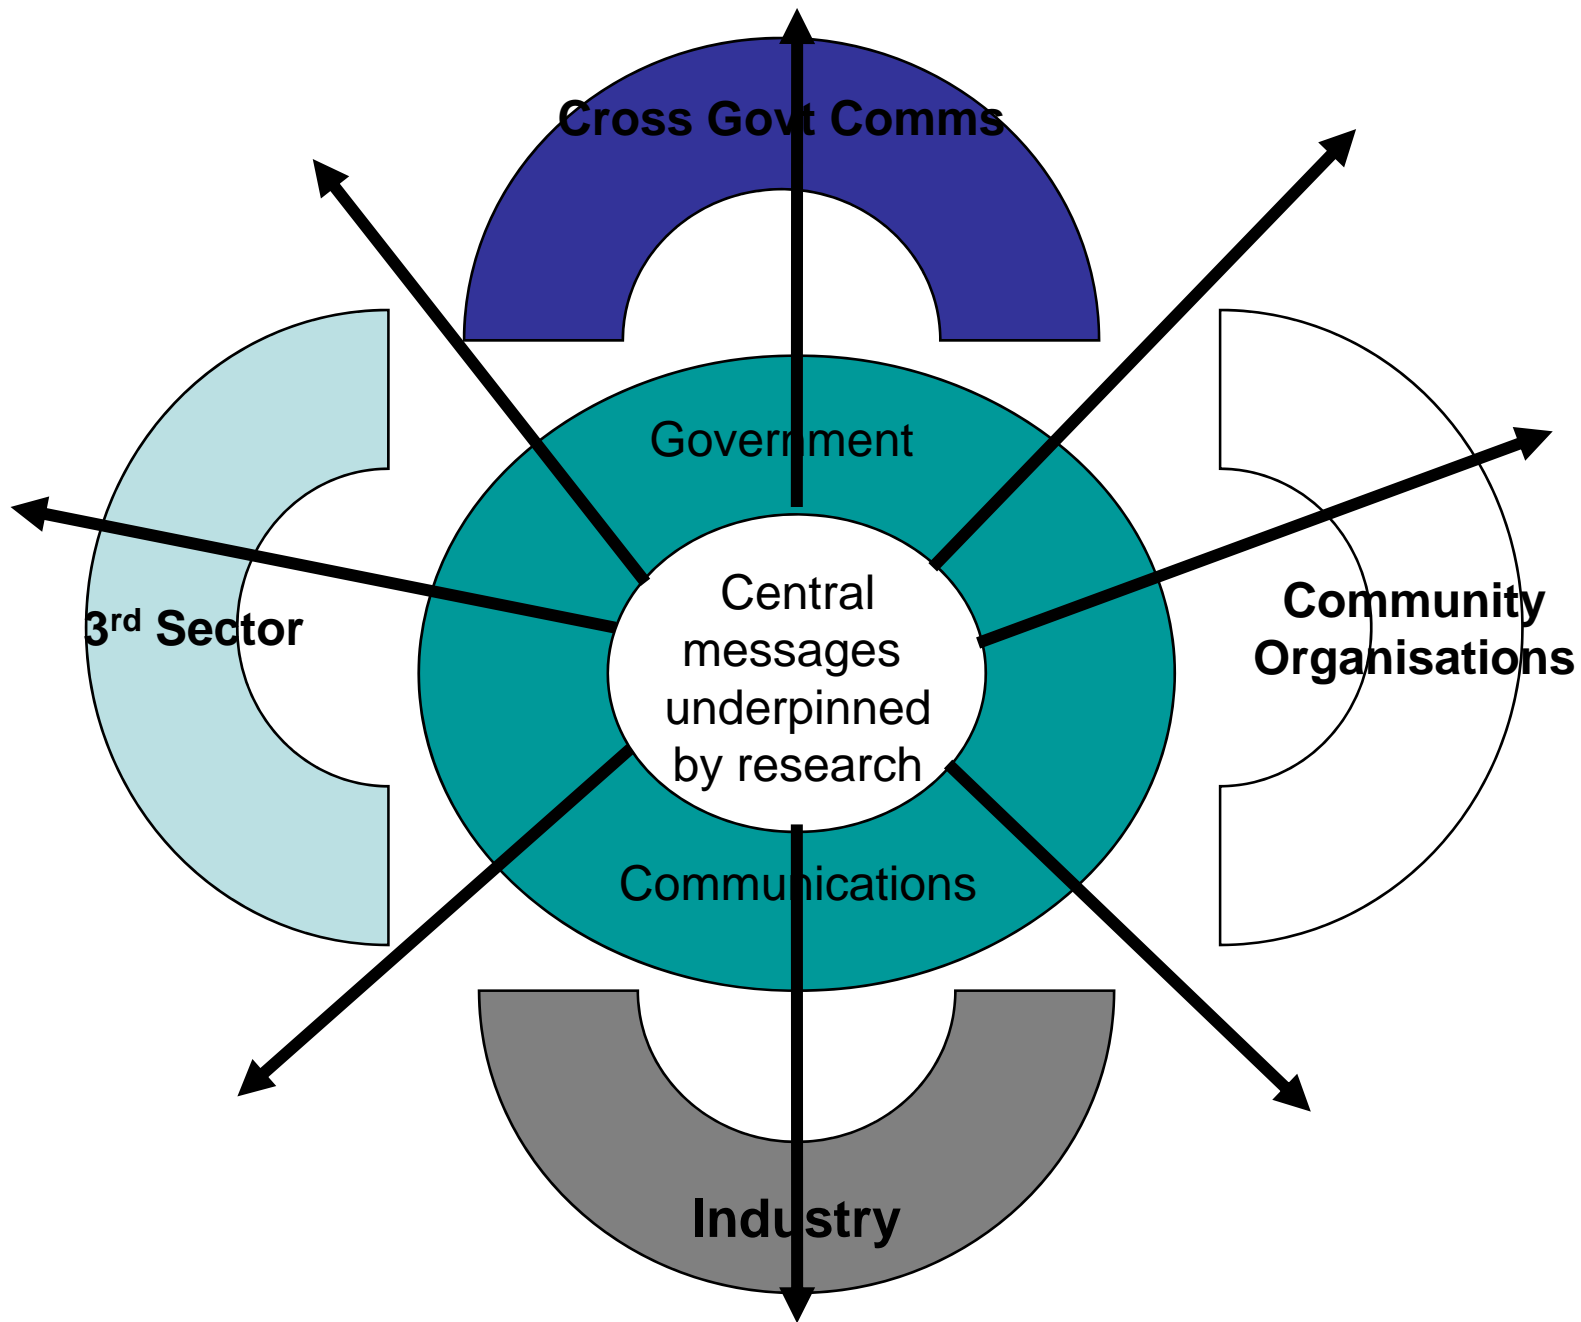 Cross Govt Comms
Government
Central
messages
underpinned
by research
3rd Sector
Community
Organisations
Communications
Industry